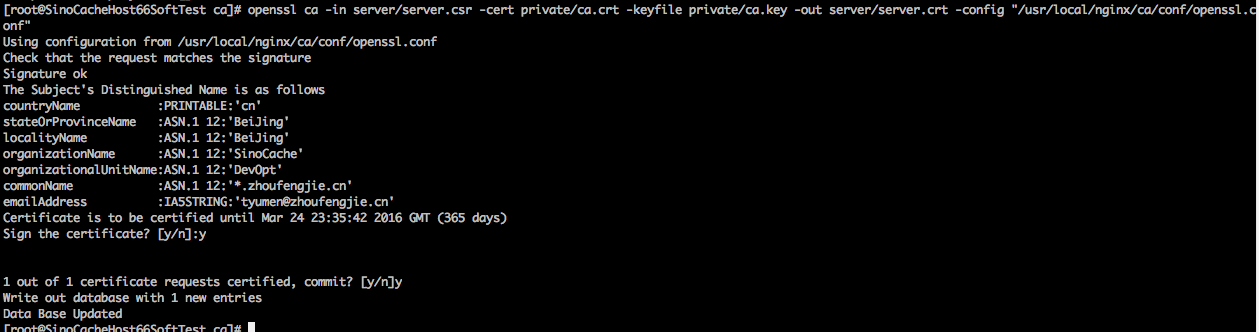 [root@SinoCacheHost66SoftTest ca]# openssl ca -in server/server.csr -cert private/ca.crt -keyfile private/ca.key -out server/server.crt -config "/usr/local/nginx/ca/conf/openssl.c
onf"
Using configuration from /usr/local/nginx/ca/conf/openssl.conf
Check that the request matches the signature
Signature ok
The Subject's Distinguished Name is as follows
countryName           :PRINTABLE:'cn'
stateOrProvinceName   :ASN.1 12:'BeiJing'
localityName          :ASN.1 12:'BeiJing'
organizationName      :ASN.1 12:'SinoCache'
organizationalUnitName:ASN.1 12:'DevOpt'
commonName            :ASN.1 12:'*.zhoufengjie.cn'
emailAddress          :IA5STRING:'tyumen@zhoufengjie.cn'
Certificate is to be certified until Mar 24 23:35:42 2016 GMT (365 days)
Sign the certificate? [y/n]:y
1 out of 1 certificate requests certified, commit? [y/n]y
Write out database with 1 new entries
Data Base Updated
[root@SinoCacheHost66SoftTest ca]#